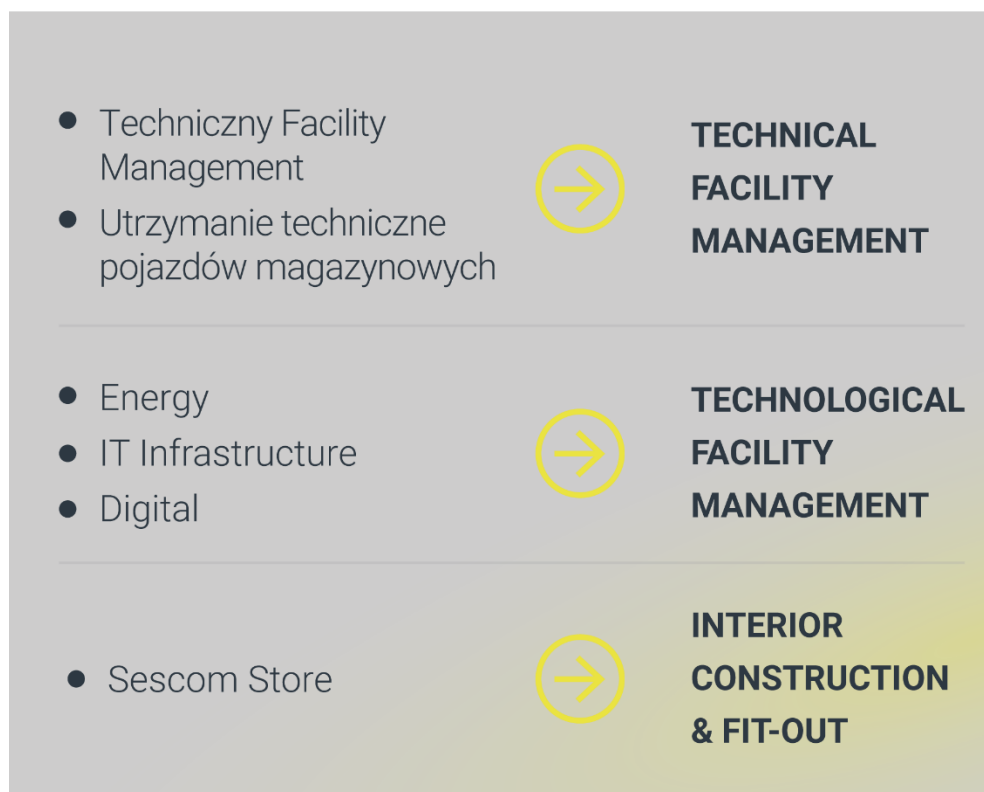 Techniczny Facility
Management
Utrzymanie techniczne
pojazdów magazynowych
TECHNICAL
FACILITY
MANAGEMENT
Energy
IT Infrastructure
Digital
TECHNOLOGICAL
FACILITY
MANAGEMENT
Sescom Store
INTERIOR
CONSTRUCTION
& FIT-OUT